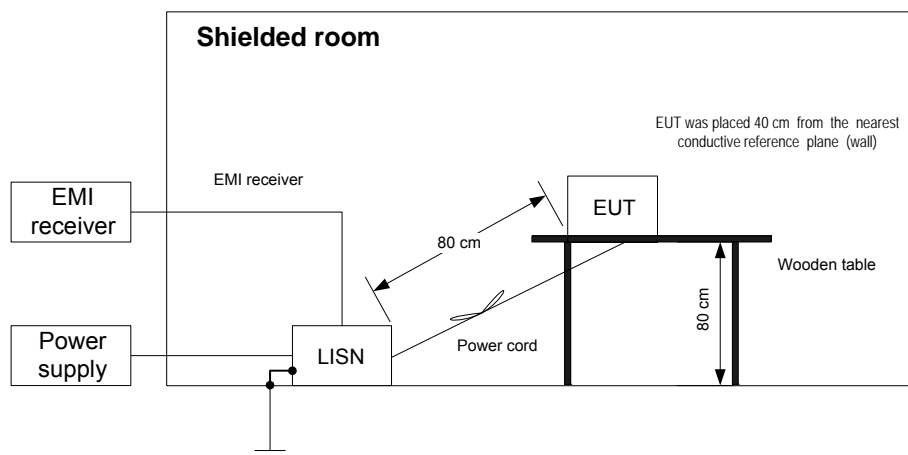 Shielded room
EUT was placed 40 cm from the nearest
conductive reference plane (wall)
EMI receiver
EMI
receiver
EUT
80 cm
Wooden table
80 cm
Power cord
Power
supply
LISN